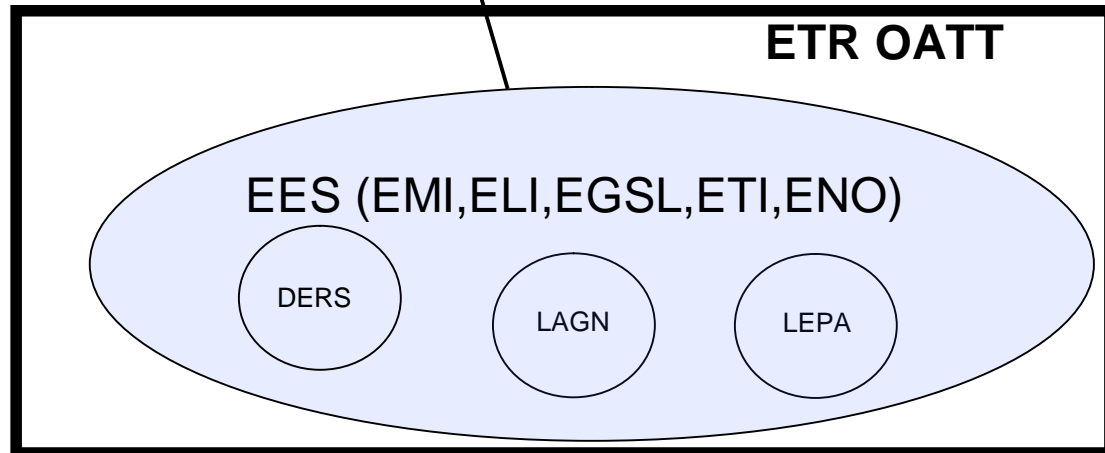 ETR OATT
EES (EMI,ELI,EGSL,ETI,ENO)
DERS
LAGN
LEPA